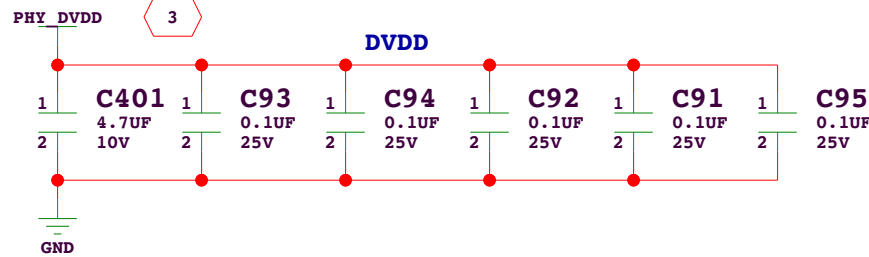 PHY_DVDD
3
DVDD
1 C401 4.7UF 10V 2
1 C93 0.1UF 25V 2
1 C94 0.1UF 25V 2
1 C92 0.1UF 25V 2
1 C91 0.1UF 25V 2
1 C95 0.1UF 25V 2
GND